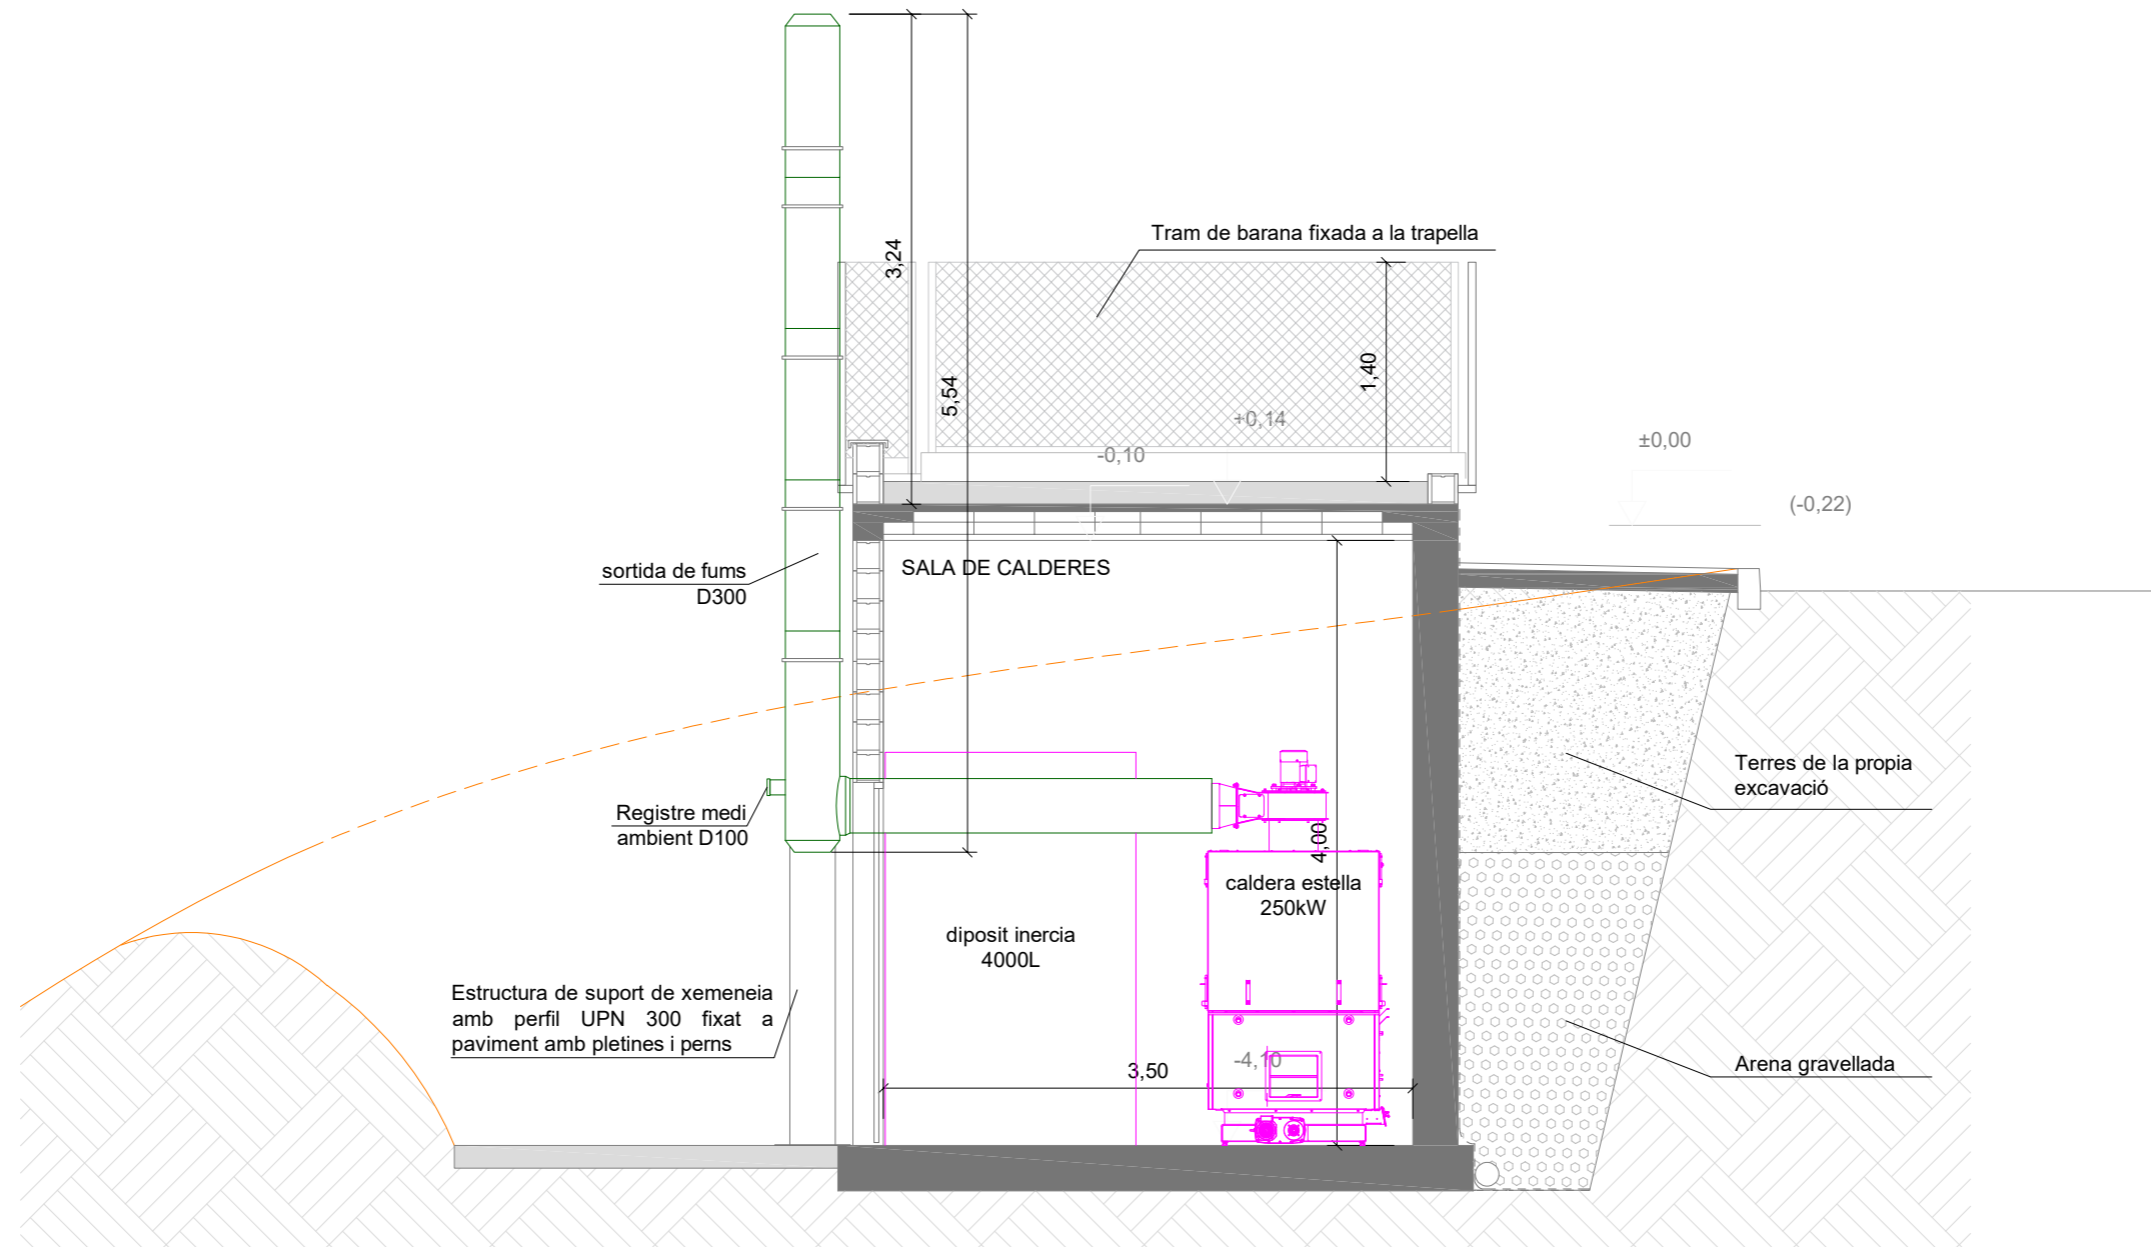 Tram de barana fixada a la trapella
3,24
5,54
1,40
+0,14
-0,10
±0,00
(-0,22)
SALA DE CALDERES
sortida de fums
D300
Registre medi
ambient D100
Terres de la propia
excavació
4,00
caldera estella
250kW
diposit inercia
4000L
Estructura de suport de xemeneia
amb perfil UPN 300 fixat a
paviment amb pletines i perns
3,50
-4,10
Arena gravellada